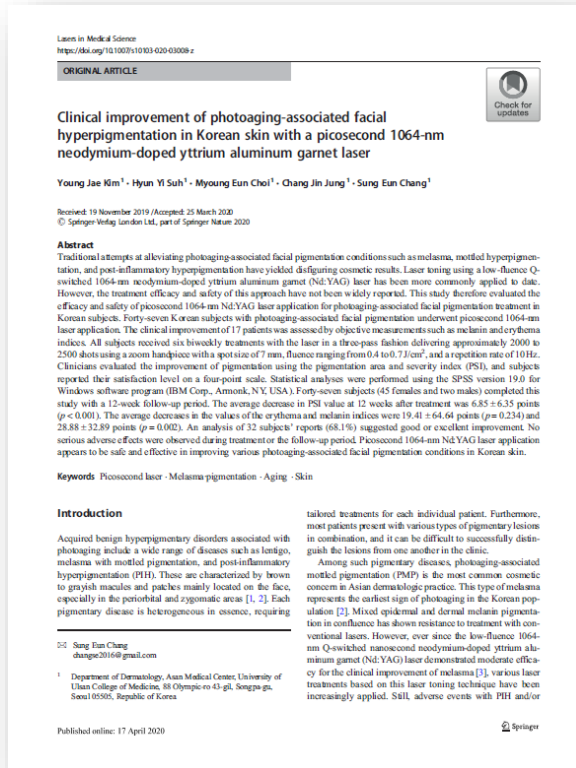 Lasers in Medical Science
https://doi.org/10.1007/s10103-020-03008-z
ORIGINAL ARTICLE
Check for
updates
Clinical improvement of photoaging-associated facial
hyperpigmentation in Korean skin with a picosecond 1064-nm
neodymium-doped yttrium aluminum garnet laser
Young Jae Kim1 · Hyun Yi Suh1 · Myoung Eun Choi1 · Chang Jin Jung1 · Sung Eun Chang1
Received: 19 November 2019 / Accepted: 25 March 2020
© Springer-Verlag London Ltd., part of Springer Nature 2020
Abstract
Traditional attempts at alleviating photoaging-associated facial pigmentation conditions such as melasma, mottled hyperpigmen-
tation, and post-inflammatory hyperpigmentation have yielded disfiguring cosmetic results. Laser toning using a low-fluence Q-
switched 1064-nm neodymium-doped yttrium aluminum garnet (Nd:YAG) laser has been more commonly applied to date.
However, the treatment efficacy and safety of this approach have not been widely reported. This study therefore evaluated the
efficacy and safety of picosecond 1064-nm Nd:YAG laser application for photoaging-associated facial pigmentation treatment in
Korean subjects. Forty-seven Korean subjects with photoaging-associated facial pigmentation underwent picosecond 1064-nm
laser application. The clinical improvement of 17 patients was assessed by objective measurements such as melanin and erythema
indices. All subjects received six biweekly treatments with the laser in a three-pass fashion delivering approximately 2000 to
2500 shots using a zoom handpiece with a spot size of 7 mm, fluence ranging from 0.4 to 0.7 J/cm2, and a repetition rate of 10 Hz.
Clinicians evaluated the improvement of pigmentation using the pigmentation area and severity index (PSI), and subjects
reported their satisfaction level on a four-point scale. Statistical analyses were performed using the SPSS version 19.0 for
Windows software program (IBM Corp., Armonk, NY, USA). Forty-seven subjects (45 females and two males) completed this
study with a 12-week follow-up period. The average decrease in PSI value at 12 weeks after treatment was 6.85 ± 6.35 points
(p < 0.001). The average decreases in the values of the erythema and melanin indices were 19.41 ± 64.64 points (p = 0.234) and
28.88 ± 32.89 points (p = 0.002). An analysis of 32 subjects' reports (68.1%) suggested good or excellent improvement. No
serious adverse effects were observed during treatment or the follow-up period. Picosecond 1064-nm Nd:YAG laser application
appears to be safe and effective in improving various photoaging-associated facial pigmentation conditions in Korean skin.
Keywords Picosecond laser · Melasma pigmentation · Aging · Skin
Introduction
Acquired benign hyperpigmentary disorders associated with
photoaging include a wide range of diseases such as lentigo,
melasma with mottled pigmentation, and post-inflammatory
hyperpigmentation (PIH). These are characterized by brown
to grayish macules and patches mainly located on the face,
especially in the periorbital and zygomatic areas [1, 2]. Each
pigmentary disease is heterogeneous in essence, requiring
✉ Sung Eun Chang
changse2016@gmail.com
1 Department of Dermatology, Asan Medical Center, University of
Ulsan College of Medicine, 88 Olympic-ro 43-gil, Songpa-gu,
Seoul 05505, Republic of Korea
tailored treatments for each individual patient. Furthermore,
most patients present with various types of pigmentary lesions
in combination, and it can be difficult to successfully distin-
guish the lesions from one another in the clinic.
Among such pigmentary diseases, photoaging-associated
mottled pigmentation (PMP) is the most common cosmetic
concern in Asian dermatologic practice. This type of melasma
represents the earliest sign of photoaging in the Korean pop-
ulation [2]. Mixed epidermal and dermal melanin pigmenta-
tion in confluence has shown resistance to treatment with con-
ventional lasers. However, ever since the low-fluence 1064-
nm Q-switched nanosecond neodymium-doped yttrium alu-
minum garnet (Nd:YAG) laser demonstrated moderate effica-
cy for the clinical improvement of melasma [3], various laser
treatments based on this laser toning technique have been
increasingly applied. Still, adverse events with PIH and/or
Published online: 17 April 2020
Springer